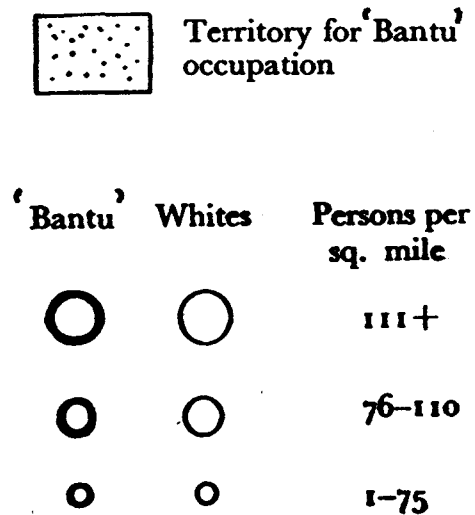 Territory for 'Bantu'
occupation
'Bantu' Whites Persons per
sq. mile
111+
76–110
1–75